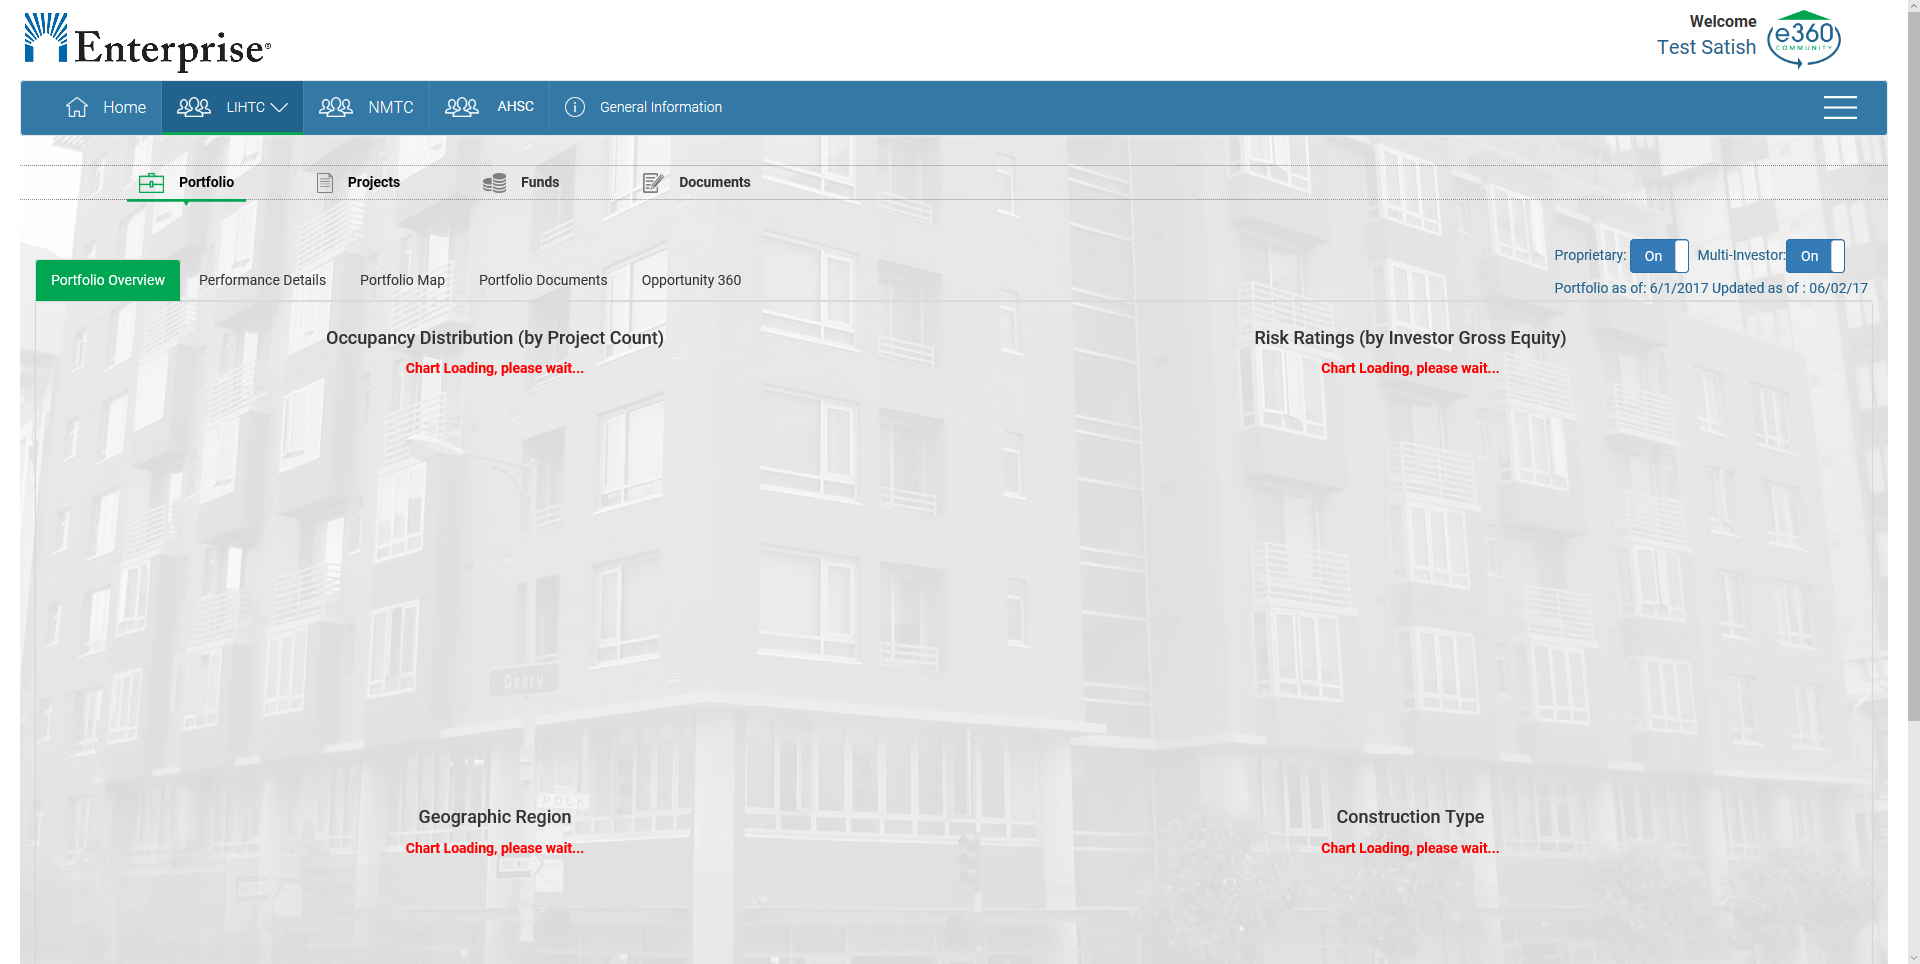 Enterprise®
Welcome
Test Satish
e360
COMMUNITY
Home
LIHTC
NMTC
AHSC
General Information
Portfolio
Projects
Funds
Documents
Proprietary: On Multi-Investor: On
Portfolio as of: 6/1/2017 Updated as of : 06/02/17
Portfolio Overview
Performance Details
Portfolio Map
Portfolio Documents
Opportunity 360
Occupancy Distribution (by Project Count)
Chart Loading, please wait...
Risk Ratings (by Investor Gross Equity)
Chart Loading, please wait...
Geary
POLK
Geographic Region
Chart Loading, please wait...
Construction Type
Chart Loading, please wait...